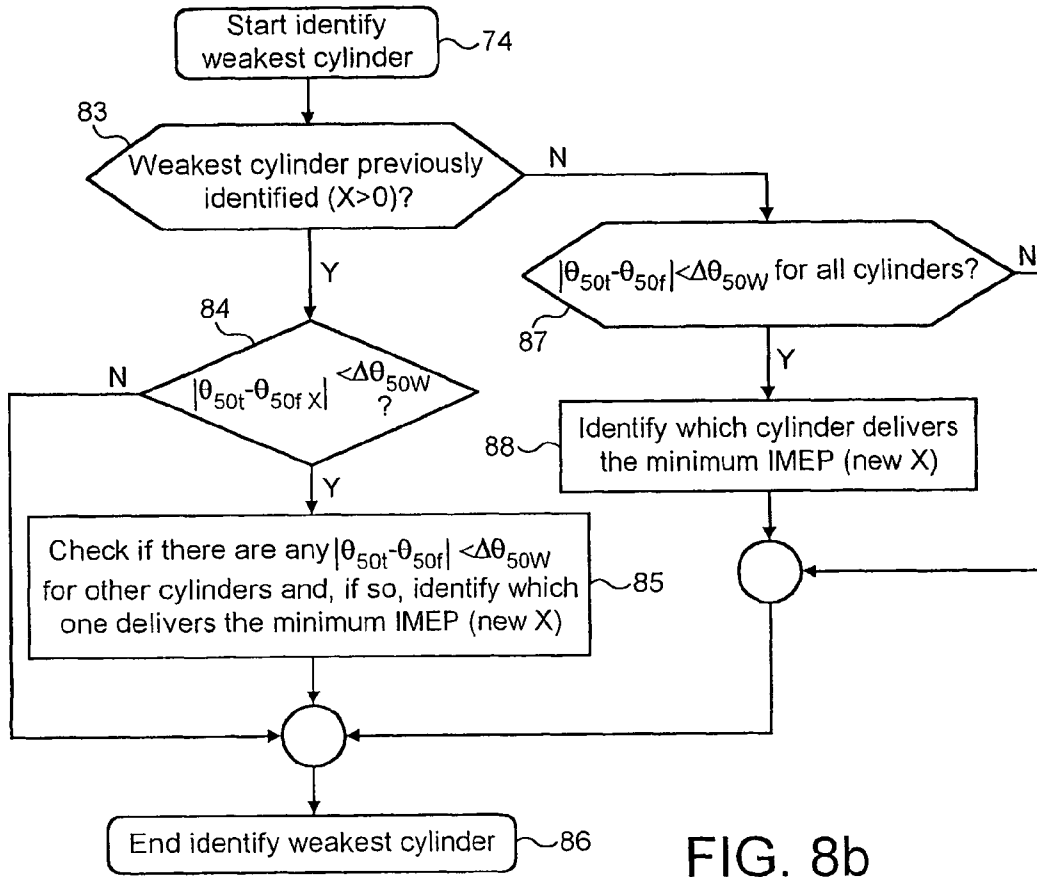 Start identify
weakest cylinder
74
83
Weakest cylinder previously
identified (X>0)?
N
Y
|θ50t-θ50f|<Δθ50W for all cylinders?
N
87
Y
84
N
|θ50t-θ50f X| <Δθ50W
?
Y
88
Identify which cylinder delivers
the minimum IMEP (new X)
Check if there are any |θ50t-θ50f| <Δθ50W
for other cylinders and, if so, identify which
one delivers the minimum IMEP (new X)
85
End identify weakest cylinder
86
FIG. 8b